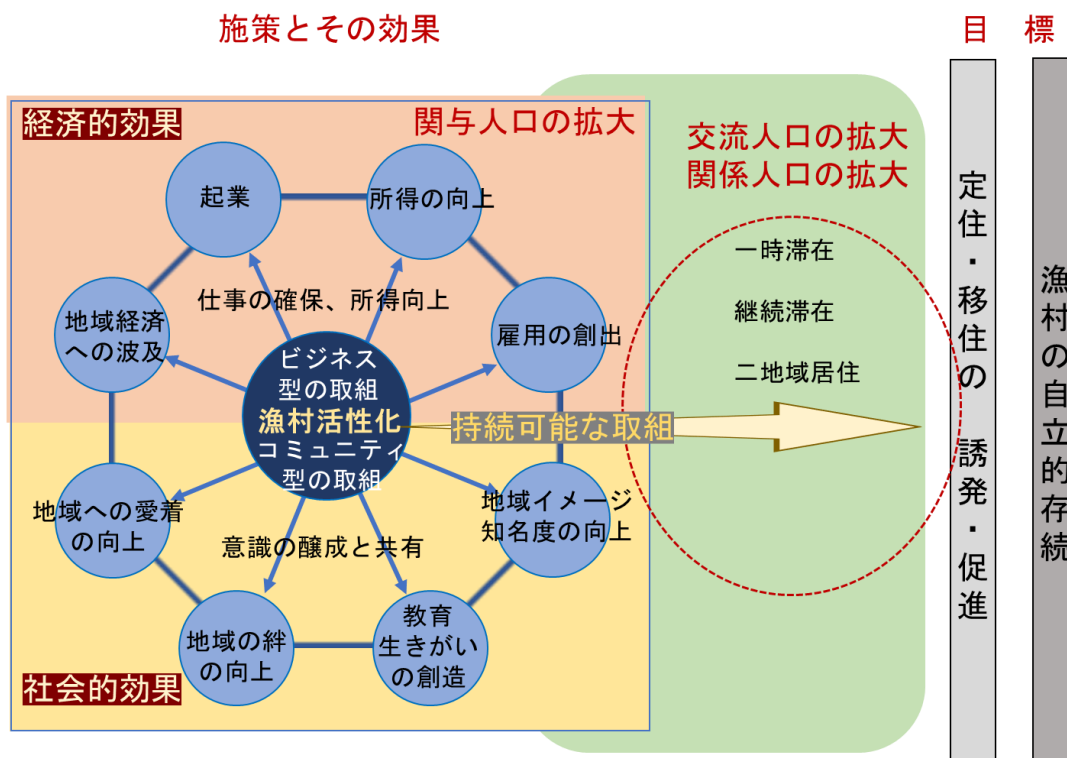 施策とその効果
目 標
経済的効果
関与人口の拡大
交流人口の拡大
関係人口の拡大
起業
所得の向上
仕事の確保、所得向上
地域経済
への波及
雇用の創出
ビジネス
型の取組
漁村活性化
コミュニティ
型の取組
持続可能な取組
一時滞在
継続滞在
二地域居住
地域への愛着
の向上
地域イメージ
知名度の向上
意識の醸成と共有
地域の絆
の向上
教育
生きがい
の創造
社会的効果
定住・移住の 誘発・促進
漁村の自立的存続